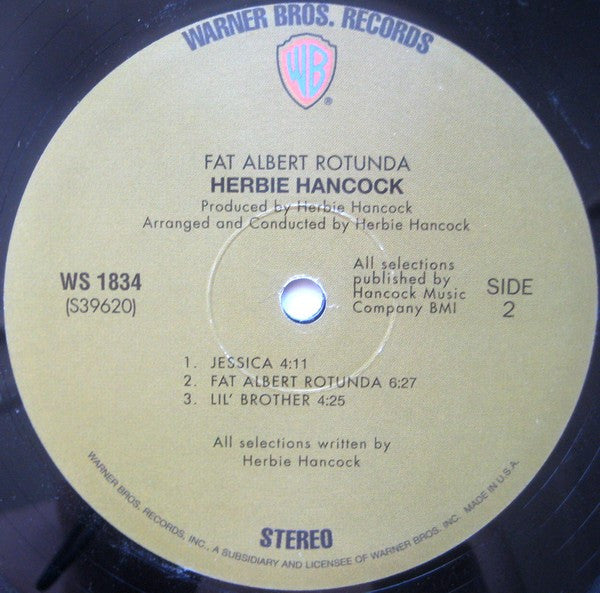 WARNER BROS. RECORDS
WB
®
FAT ALBERT ROTUNDA
HERBIE HANCOCK
Produced by Herbie Hancock
Arranged and Conducted by Herbie Hancock
WS 1834
(S39620)
All selections
published by
Hancock Music
Company BMI
SIDE
2
1. JESSICA 4:11
2. FAT ALBERT ROTUNDA 6:27
3. LIL' BROTHER 4:25
All selections written by
Herbie Hancock
STEREO
WARNER BROS. RECORDS, INC., A SUBSIDIARY AND LICENSEE OF WARNER BROS. INC. MADE IN U.S.A.